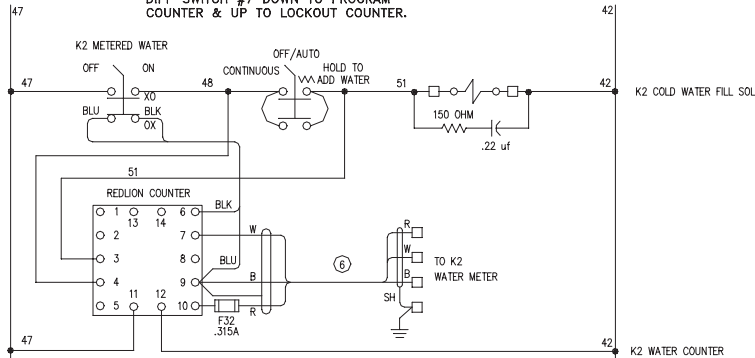 DIFF SWITCH #7 DOWN TO PROGRAM
COUNTER & UP TO LOCKOUT COUNTER.
47
42
K2 METERED WATER
OFF ON
OFF/AUTO
CONTINUOUS
HOLD TO
ADD WATER
47
48
51
42
K2 COLD WATER FILL SOL
XO
BLU
BLK
OX
150 OHM
.22 uf
51
REDLION COUNTER
1 13 14 6
BLK
2 7
W
3 8
BLU
4 9
B
5 11 12 10
R
F32
.315A
6
R
W
B
SH
TO K2
WATER METER
47
42
K2 WATER COUNTER